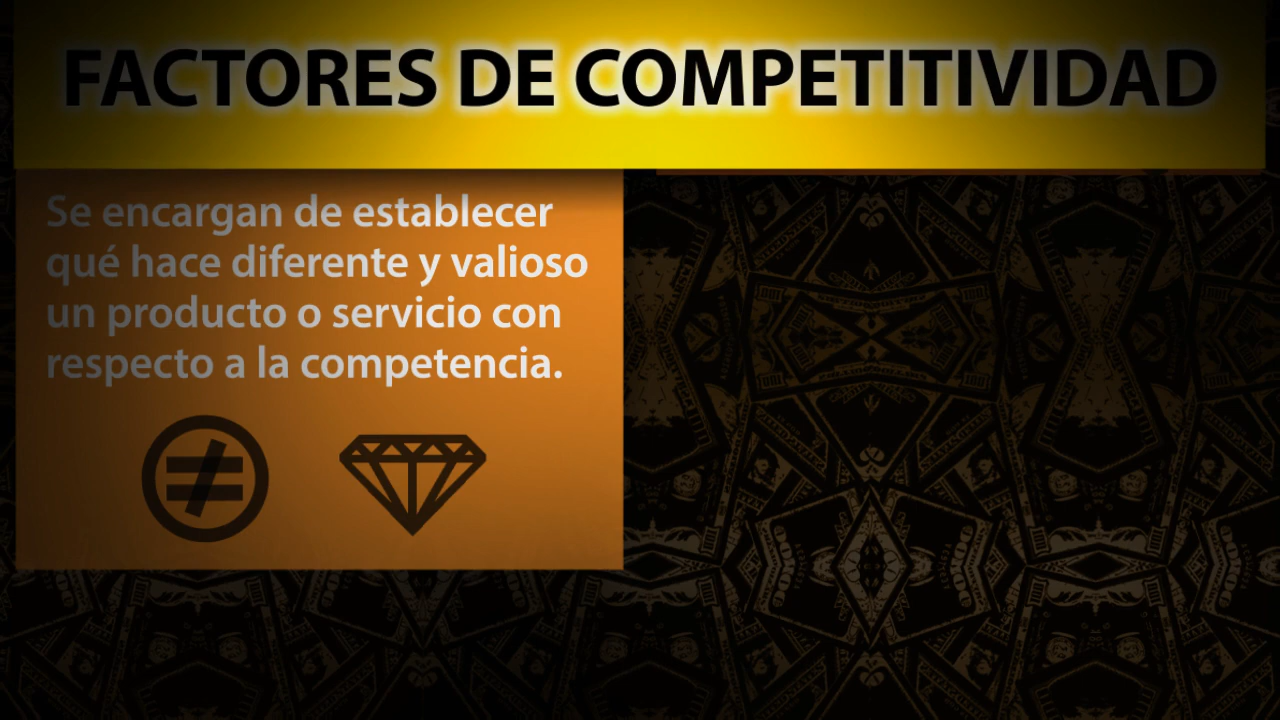 FACTORES DE COMPETITIVIDAD
Se encargan de establecer
qué hace diferente y valioso
un producto o servicio con
respecto a la competencia.